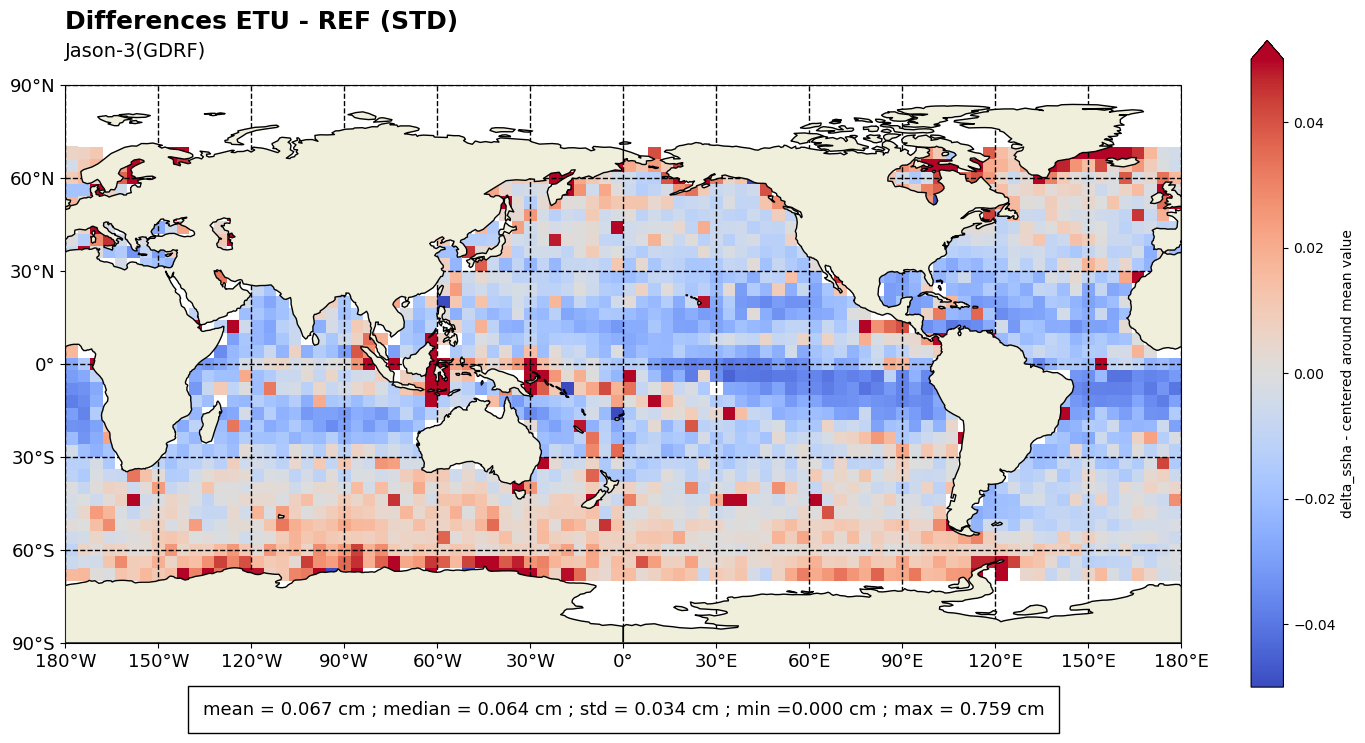 Differences ETU - REF (STD)
Jason-3(GDRF)
90°N
60°N
30°N
0°
30°S
60°S
90°S
180°W 150°W 120°W 90°W 60°W 30°W 0° 30°E 60°E 90°E 120°E 150°E 180°E
0.04
0.02
0.00
−0.02
−0.04
delta_ssha - centered around mean value
mean = 0.067 cm ; median = 0.064 cm ; std = 0.034 cm ; min =0.000 cm ; max = 0.759 cm